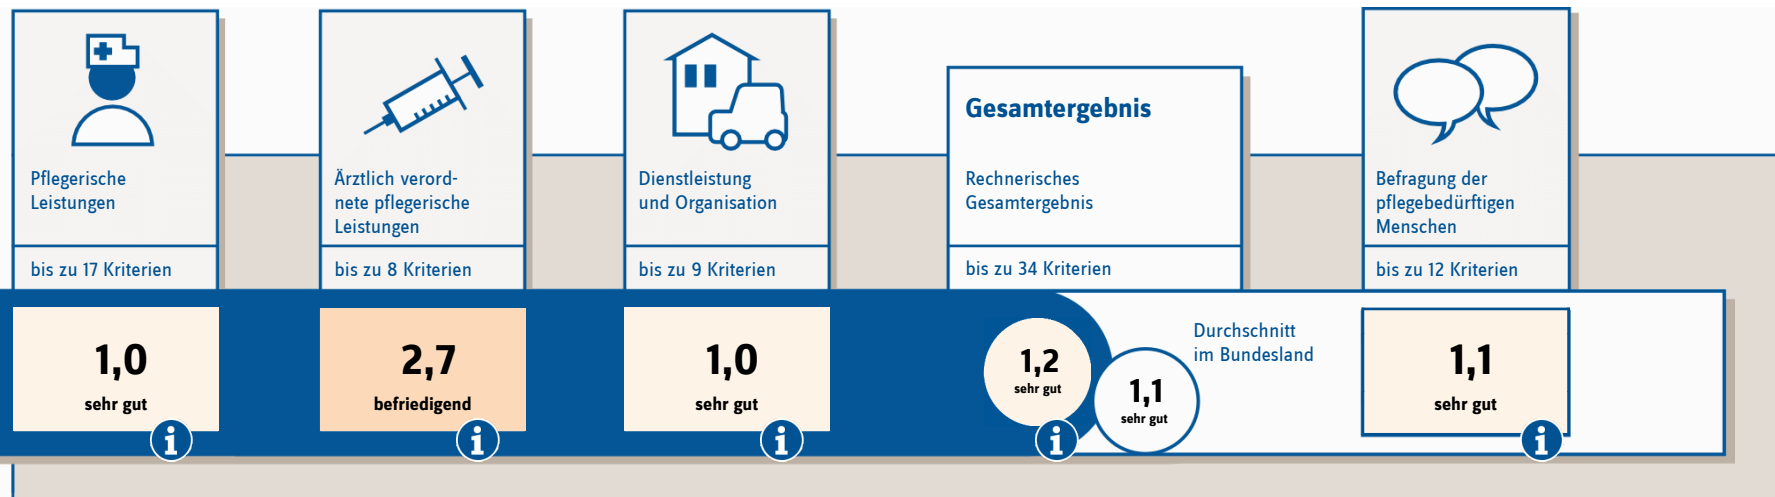 Pflegerische
Leistungen
bis zu 17 Kriterien
1,0
sehr gut
i
Ärztlich verord-
nete pflegerische
Leistungen
bis zu 8 Kriterien
2,7
befriedigend
i
Dienstleistung
und Organisation
bis zu 9 Kriterien
1,0
sehr gut
i
Gesamtergebnis
Rechnerisches
Gesamtergebnis
bis zu 34 Kriterien
1,2
sehr gut
i
1,1
sehr gut
Durchschnitt
im Bundesland
Befragung der
pflegebedürftigen
Menschen
bis zu 12 Kriterien
1,1
sehr gut
i